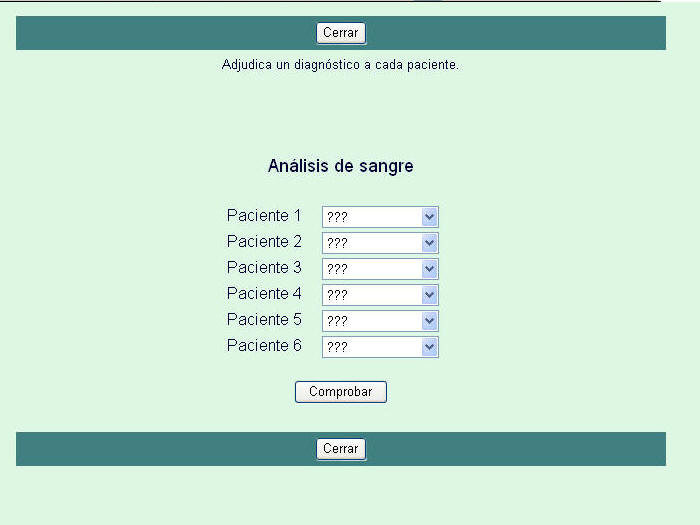 Cerrar
Adjudica un diagnóstico a cada paciente.
Análisis de sangre
Paciente 1 ???
Paciente 2 ???
Paciente 3 ???
Paciente 4 ???
Paciente 5 ???
Paciente 6 ???
Comprobar
Cerrar